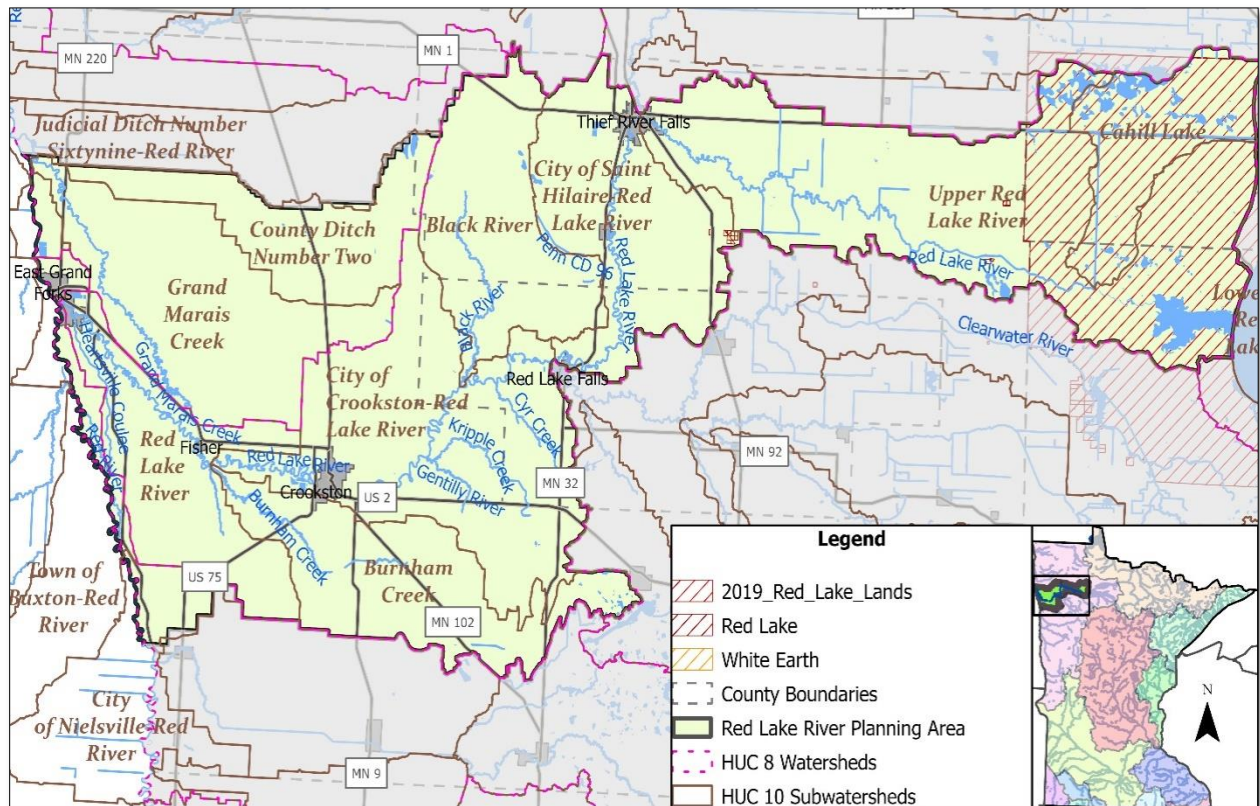 MN 220
MN 1
Judicial Ditch Number
Sixtynine-Red River
Thief River Falls
Cahill Lake
City of Saint
Hilaire-Red
Lake River
County Ditch
Number Two
Black River
Upper Red
Lake River
Penn CD 96
Red Lake River
Red Lake River
East Grand
Forks
Grand
Marais
Creek
Black River
Clearwater River
Lowe
Re
Lak
Heartsville Coulee
Grand Marais Creek
City of
Crookston-Red
Lake River
Red Lake Falls
Cyr Creek
Kripple Creek
Red River
Red
Lake
River
Fisher
Red Lake River
Crookston
US 2
Gentilly River
MN 32
MN 92
Burnham Creek
Burnham
Creek
Town of
Buxton-Red
River
US 75
MN 102
City
of Nielsville-Red
River
MN 9
Legend
2019_Red_Lake_Lands
Red Lake
White Earth
County Boundaries
Red Lake River Planning Area
HUC 8 Watersheds
HUC 10 Subwatersheds
N